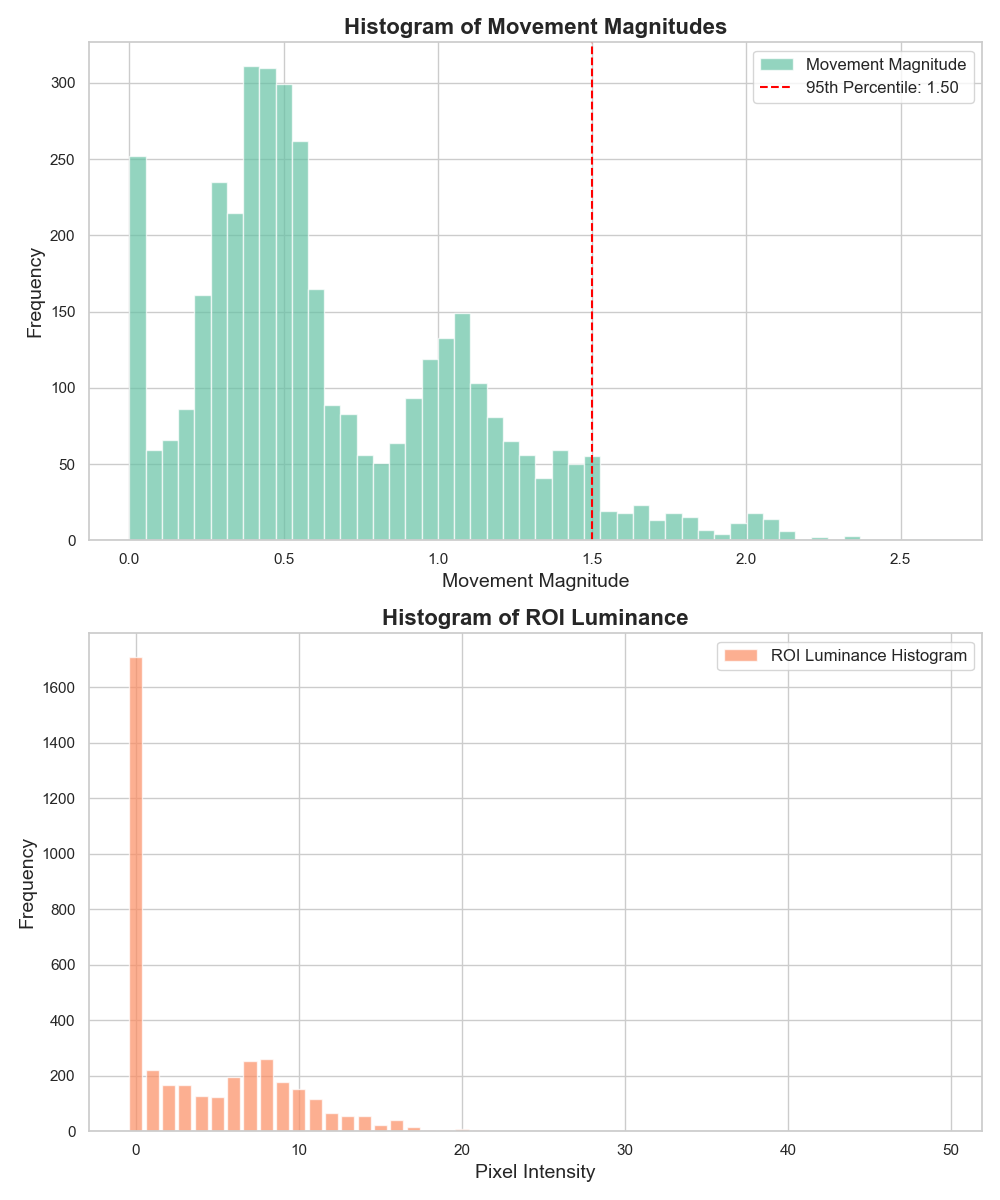 Histogram of Movement Magnitudes
Movement Magnitude
95th Percentile: 1.50
Frequency
300
250
200
150
100
50
0
0.0 0.5 1.0 1.5 2.0 2.5
Movement Magnitude
Histogram of ROI Luminance
ROI Luminance Histogram
Frequency
1600
1400
1200
1000
800
600
400
200
0
0 10 20 30 40 50
Pixel Intensity